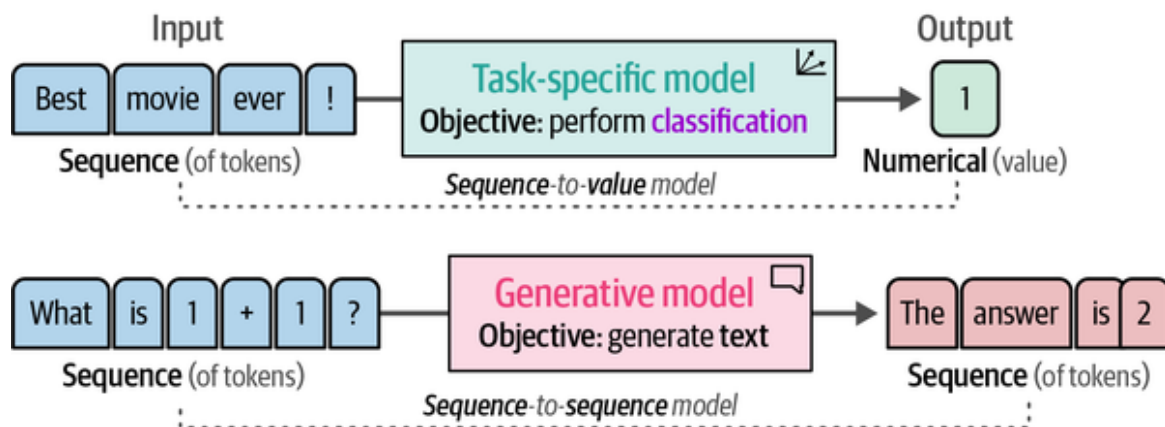 Input
Output
Best movie ever !
Task-specific model
Objective: perform classification
1
Sequence (of tokens)
Numerical (value)
Sequence-to-value model
What is 1 + 1 ?
Generative model
Objective: generate text
The answer is 2
Sequence (of tokens)
Sequence (of tokens)
Sequence-to-sequence model